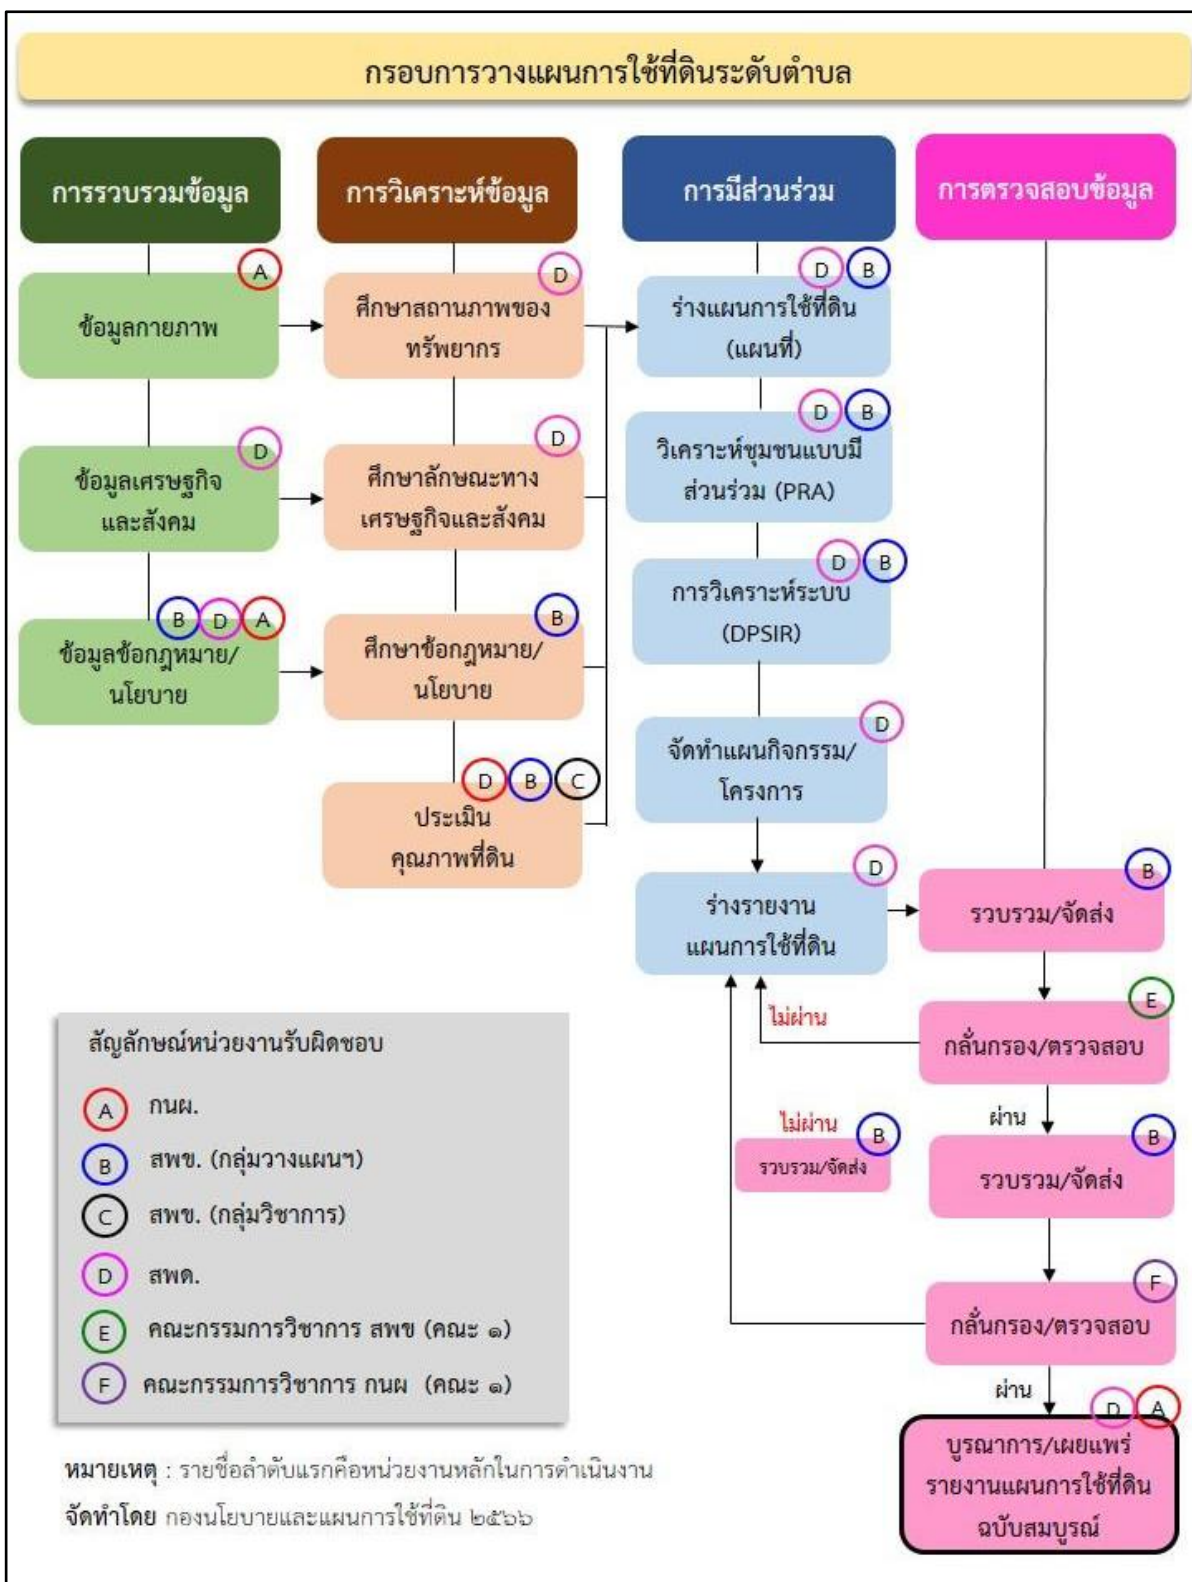 กรอบการวางแผนการใช้ที่ดินระดับตำบล
การรวบรวมข้อมูล
การวิเคราะห์ข้อมูล
การมีส่วนร่วม
การตรวจสอบข้อมูล
A
ข้อมูลกายภาพ
D
ข้อมูลเศรษฐกิจ
และสังคม
B D A
ข้อมูลข้อกฎหมาย/
นโยบาย
D
ศึกษาสถานภาพของ
ทรัพยากร
D
ศึกษาลักษณะทาง
เศรษฐกิจและสังคม
B
ศึกษาข้อกฎหมาย/
นโยบาย
D B C
ประเมิน
คุณภาพที่ดิน
D B
ร่างแผนการใช้ที่ดิน
(แผนที่)
D B
วิเคราะห์ชุมชนแบบมี
ส่วนร่วม (PRA)
D B
การวิเคราะห์ระบบ
(DPSIR)
D
จัดทำแผนกิจกรรม/
โครงการ
D
ร่างรายงาน
แผนการใช้ที่ดิน
B
รวบรวม/จัดส่ง
E
กลั่นกรอง/ตรวจสอบ
ไม่ผ่าน
ผ่าน
B
รวบรวม/จัดส่ง
ไม่ผ่าน
B
รวบรวม/จัดส่ง
F
กลั่นกรอง/ตรวจสอบ
ผ่าน
D A
บูรณาการ/เผยแพร่
รายงานแผนการใช้ที่ดิน
ฉบับสมบูรณ์
สัญลักษณ์หน่วยงานรับผิดชอบ
A กนผ.
B สพข. (กลุ่มวางแผนฯ)
C สพข. (กลุ่มวิชาการ)
D สพด.
E คณะกรรมการวิชาการ สพข (คณะ ๑)
F คณะกรรมการวิชาการ กนผ (คณะ ๑)
หมายเหตุ : รายชื่อลำดับแรกคือหน่วยงานหลักในการดำเนินงาน
จัดทำโดย กองนโยบายและแผนการใช้ที่ดิน ๒๕๖๖